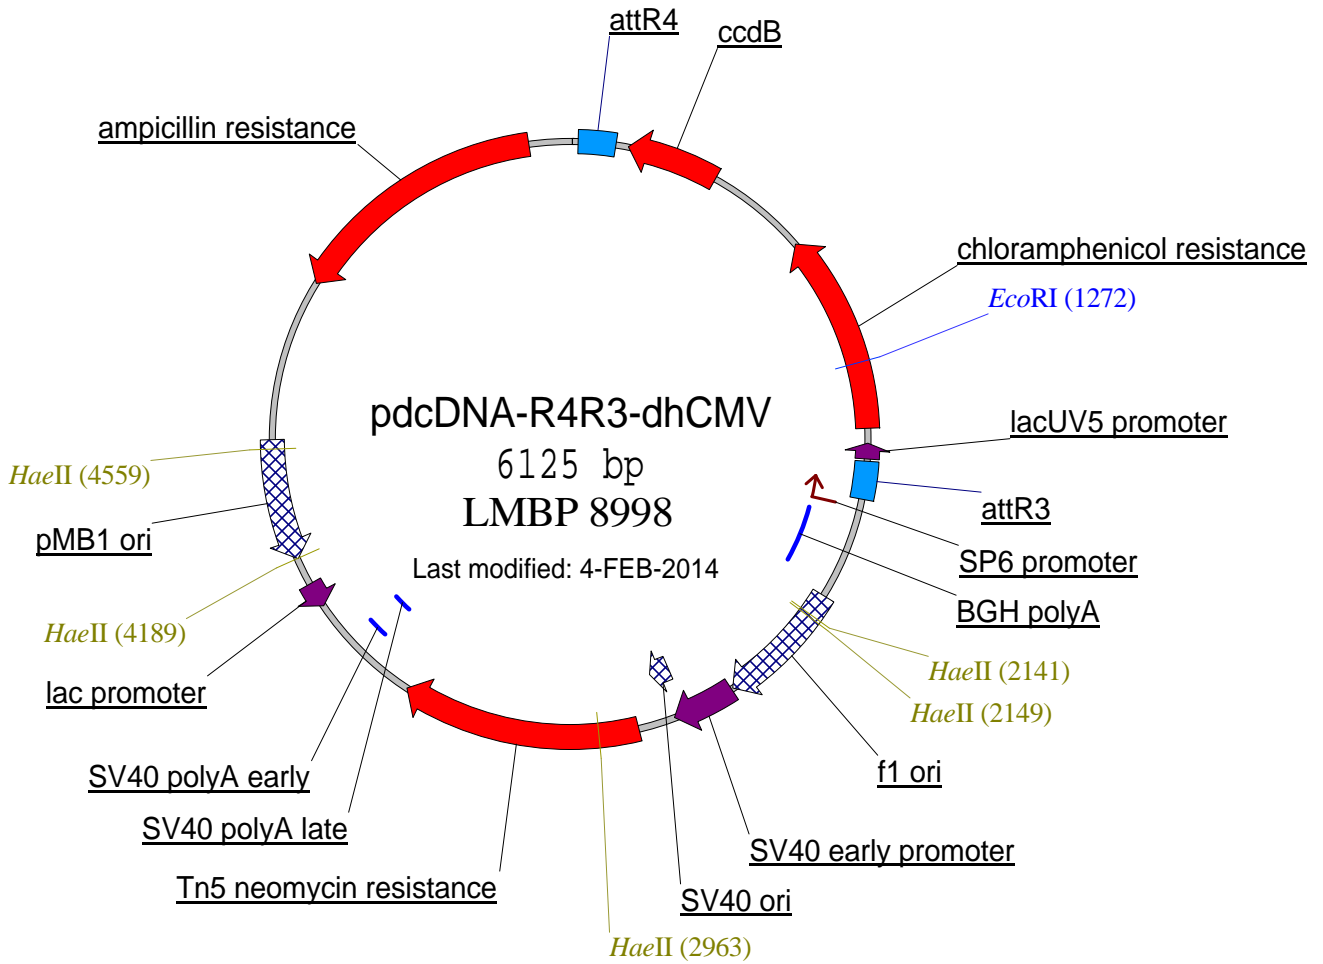 attR4
ccdB
ampicillin resistance
chloramphenicol resistance
EcoRI (1272)
pdcDNA-R4R3-dhCMV
6125 bp
LMBP 8998
Last modified: 4-FEB-2014
lacUV5 promoter
attR3
SP6 promoter
BGH polyA
HaeII (4559)
pMB1 ori
HaeII (4189)
lac promoter
HaeII (2141)
HaeII (2149)
f1 ori
SV40 polyA early
SV40 polyA late
SV40 early promoter
Tn5 neomycin resistance
SV40 ori
HaeII (2963)